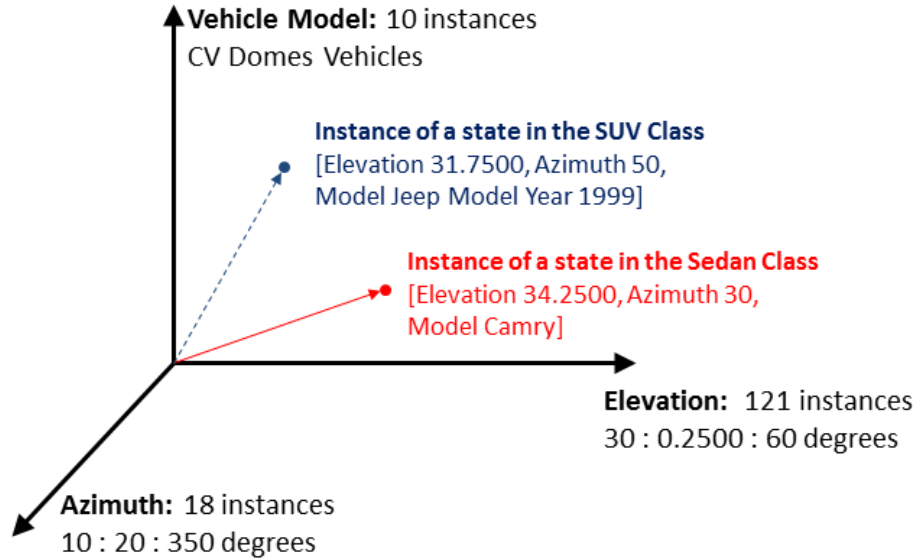 Vehicle Model: 10 instances
CV Domes Vehicles
Instance of a state in the SUV Class
[Elevation 31.7500, Azimuth 50,
Model Jeep Model Year 1999]
Instance of a state in the Sedan Class
[Elevation 34.2500, Azimuth 30,
Model Camry]
Elevation: 121 instances
30 : 0.2500 : 60 degrees
Azimuth: 18 instances
10 : 20 : 350 degrees